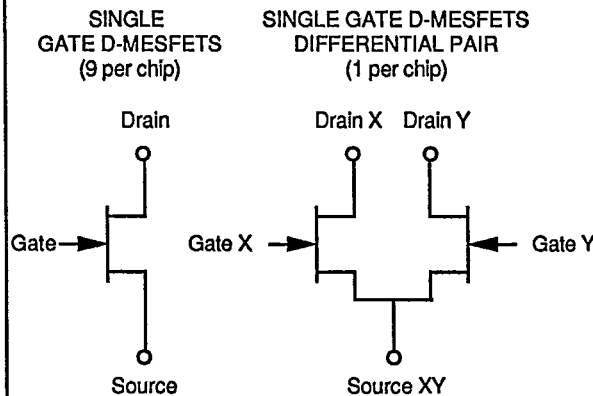 SINGLE
GATE D-MESFETS
(9 per chip)
Drain
Gate
Source
SINGLE GATE D-MESFETS
DIFFERENTIAL PAIR
(1 per chip)
Drain X Drain Y
Gate X
Gate Y
Source XY